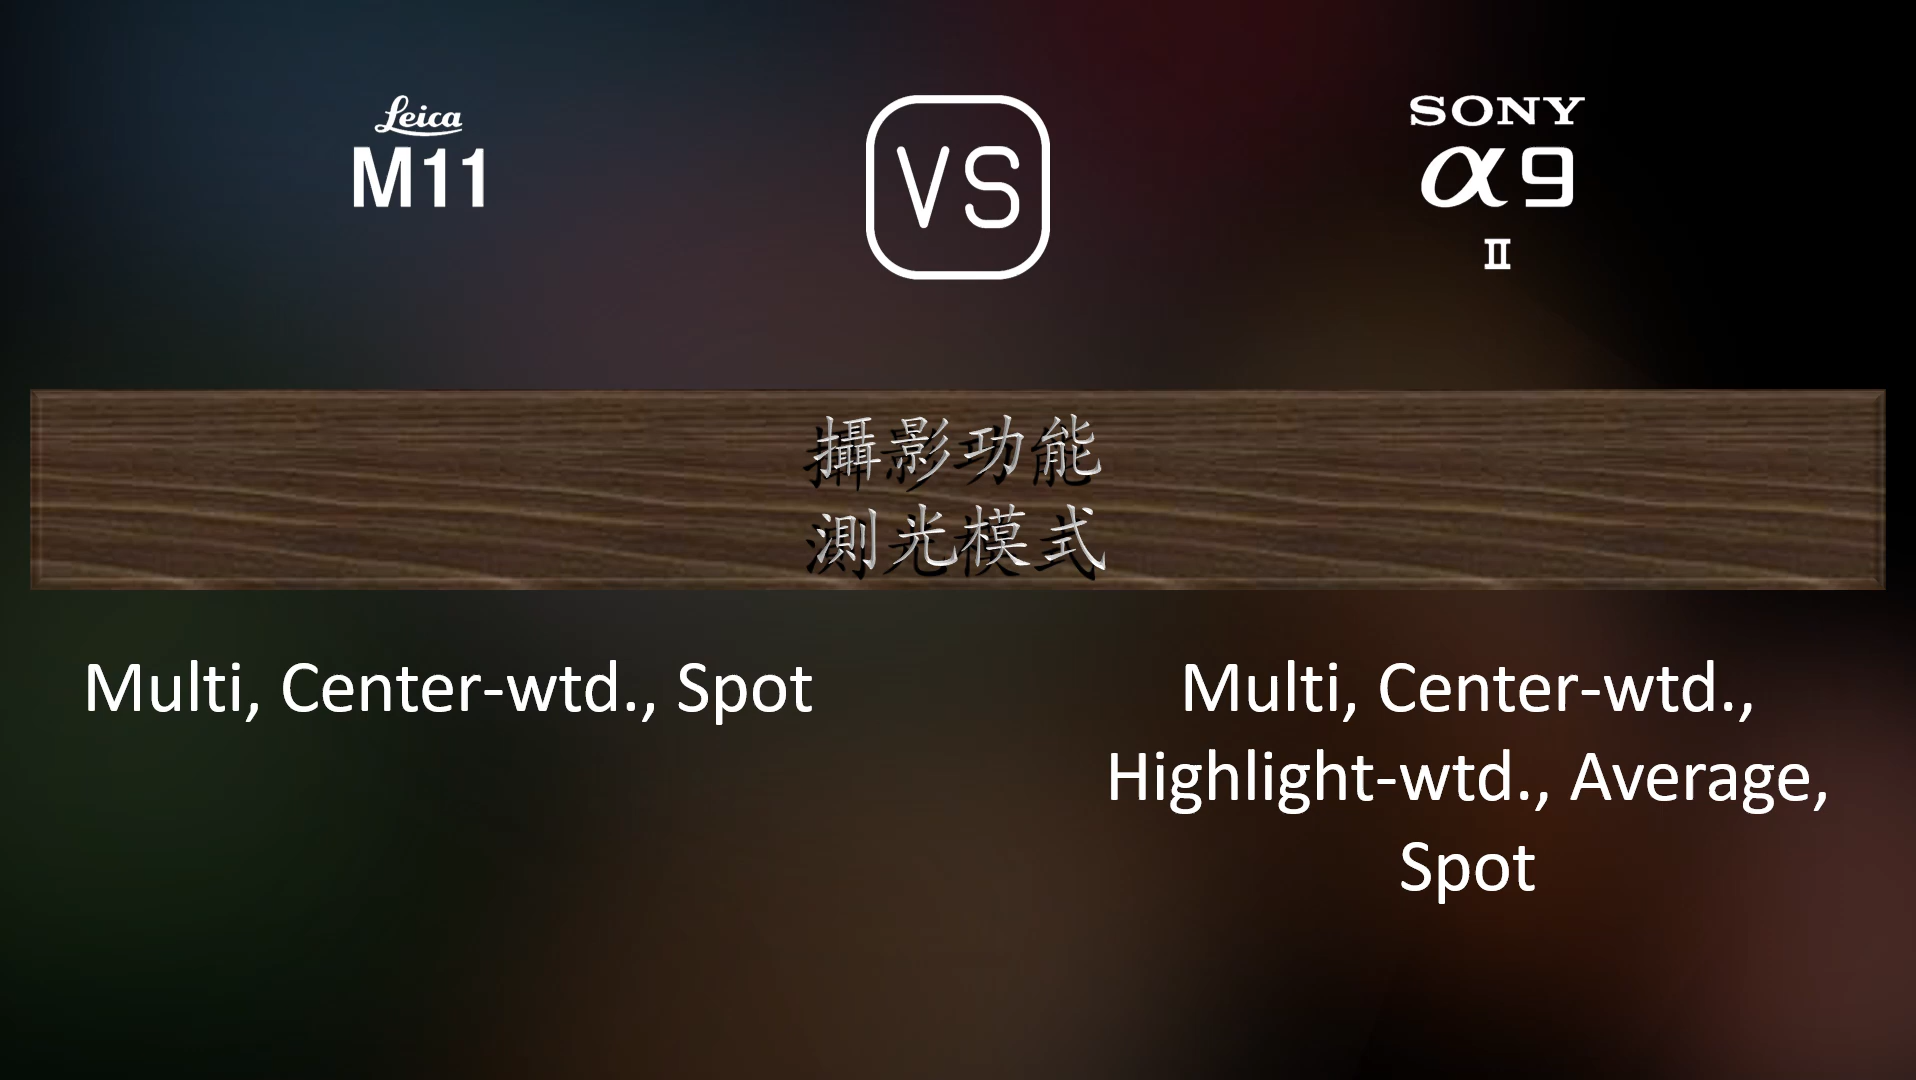 Leica
M11
VS
SONY
α9
II
攝影功能
測光模式
Multi, Center-wtd., Spot
Multi, Center-wtd.,
Highlight-wtd., Average,
Spot